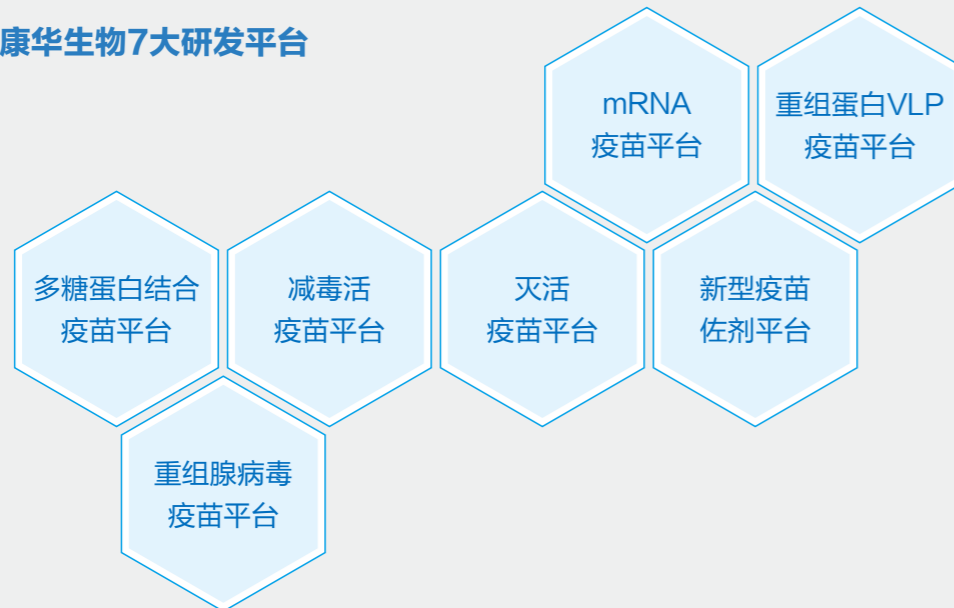 康华生物7大研发平台
mRNA
疫苗平台
重组蛋白VLP
疫苗平台
多糖蛋白结合
疫苗平台
减毒活
疫苗平台
灭活
疫苗平台
新型疫苗
佐剂平台
重组腺病毒
疫苗平台